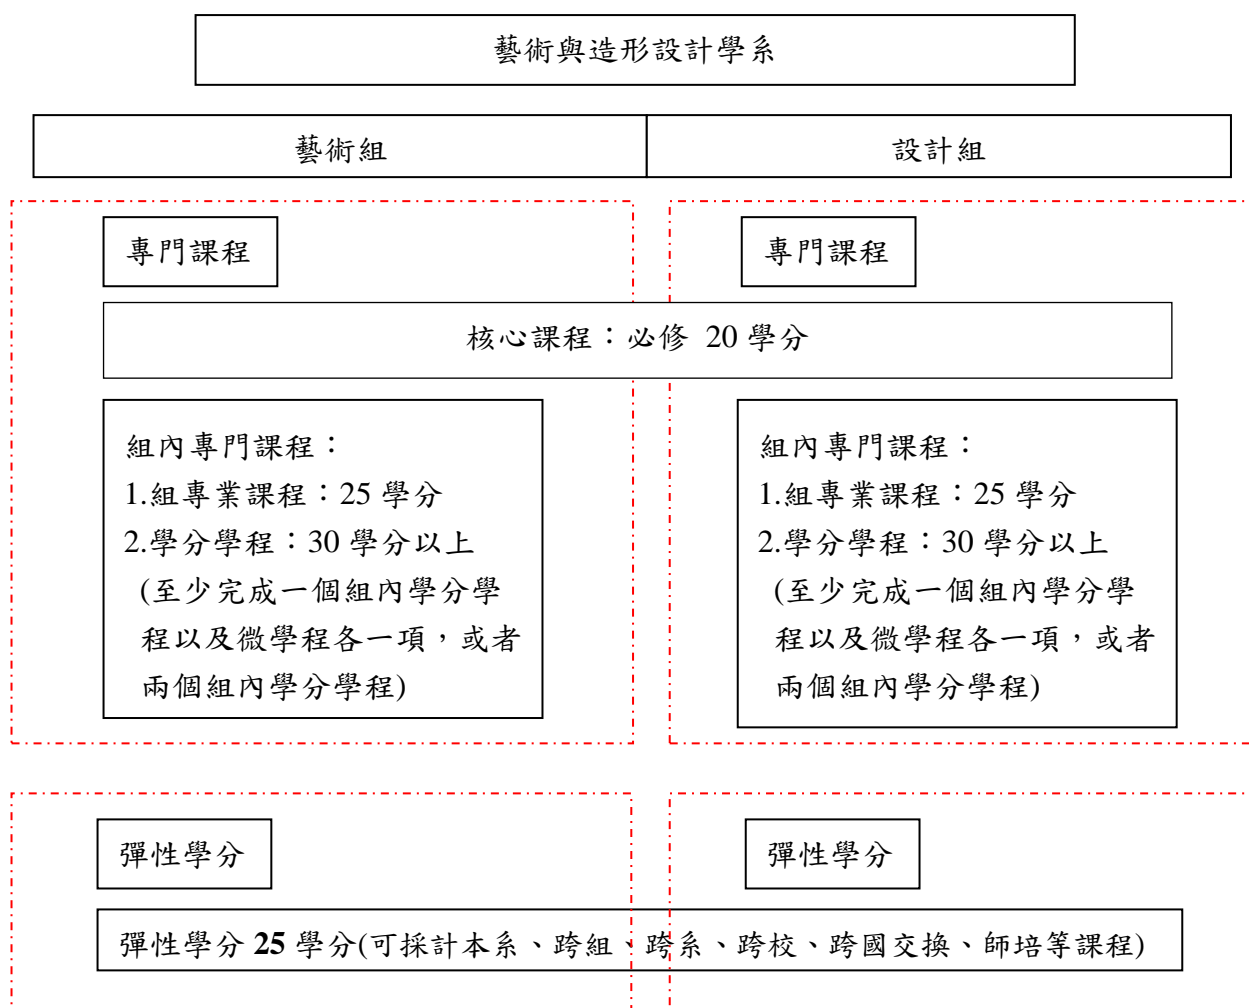 藝術與造形設計學系
藝術組
設計組
專門課程
專門課程
核心課程：必修 20 學分
組內專門課程：
1.組專業課程：25 學分
2.學分學程：30 學分以上
(至少完成一個組內學分學
程以及微學程各一項，或者
兩個組內學分學程)
組內專門課程：
1.組專業課程：25 學分
2.學分學程：30 學分以上
(至少完成一個組內學分學
程以及微學程各一項，或者
兩個組內學分學程)
彈性學分
彈性學分
彈性學分 25 學分(可採計本系、跨組、跨系、跨校、跨國交換、師培等課程)